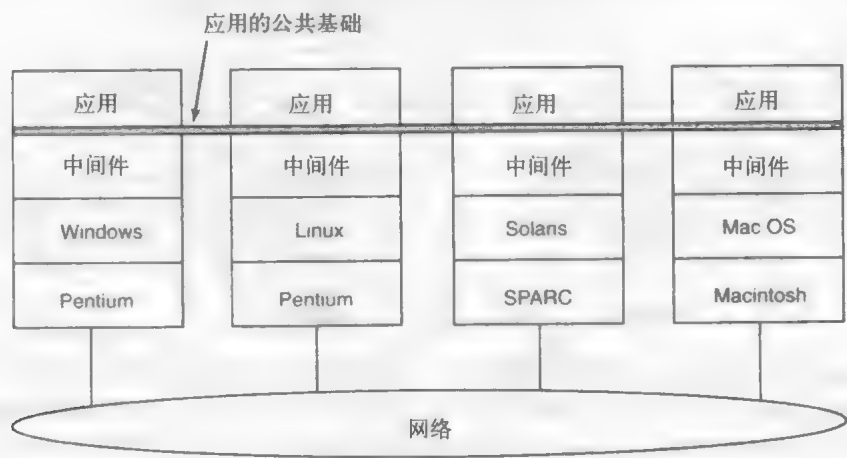 应用的公共基础
应用 应用 应用 应用
中间件 中间件 中间件 中间件
Windows Linux Solaris Mac OS
Pentium Pentium SPARC Macintosh
网络